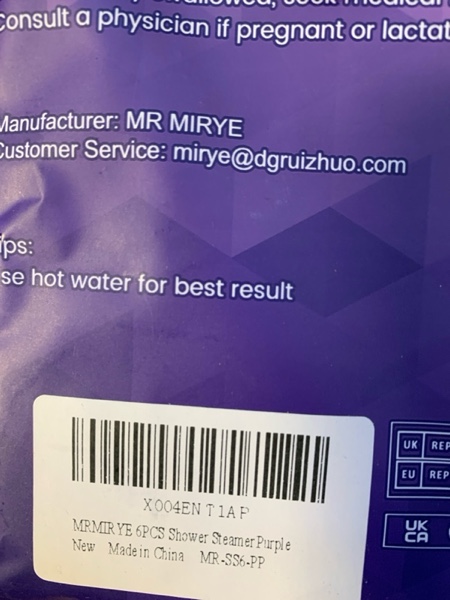 Consult a physician if pregnant or lactat
Manufacturer: MR MIRYE
Customer Service: mirye@dgruizhuo.com
ips:
se hot water for best result
X004ENT1AP
MRMIRYE 6PCS Shower Steamer Purple
New Made in China MR-SS6-PP
UK REP
EU REP
UK
CA